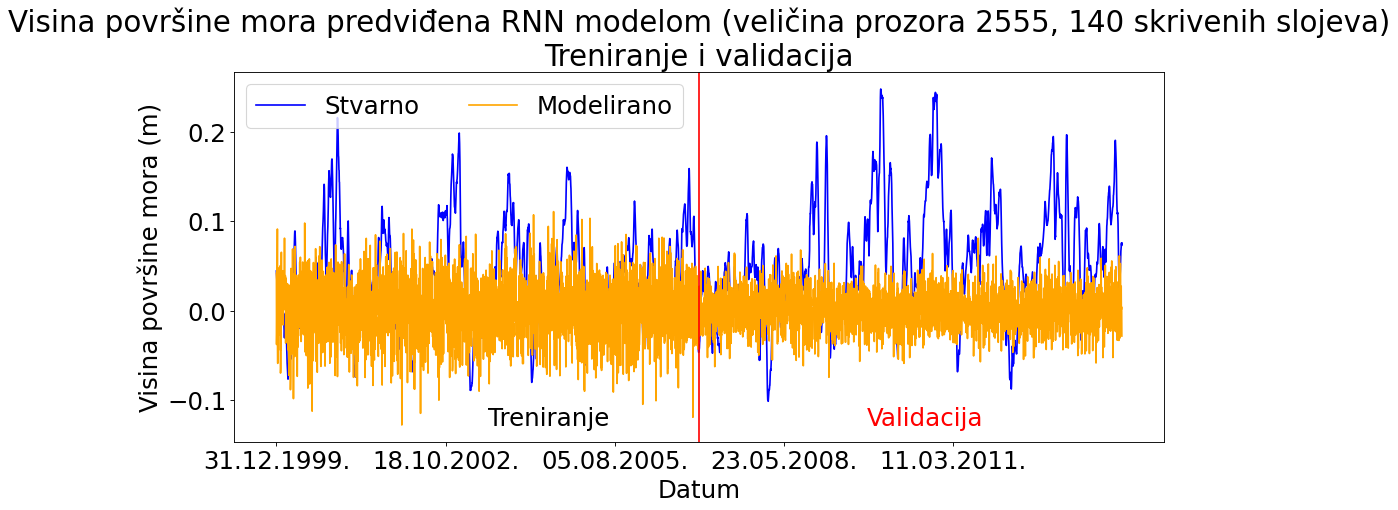 Visina površine mora predviđena RNN modelom (veličina prozora 2555, 140 skrivenih slojeva)
Treniranje i validacija
Stvarno
Modelirano
Visina površine mora (m)
0.2
0.1
0.0
−0.1
Treniranje
Validacija
31.12.1999.
18.10.2002.
05.08.2005.
23.05.2008.
11.03.2011.
Datum